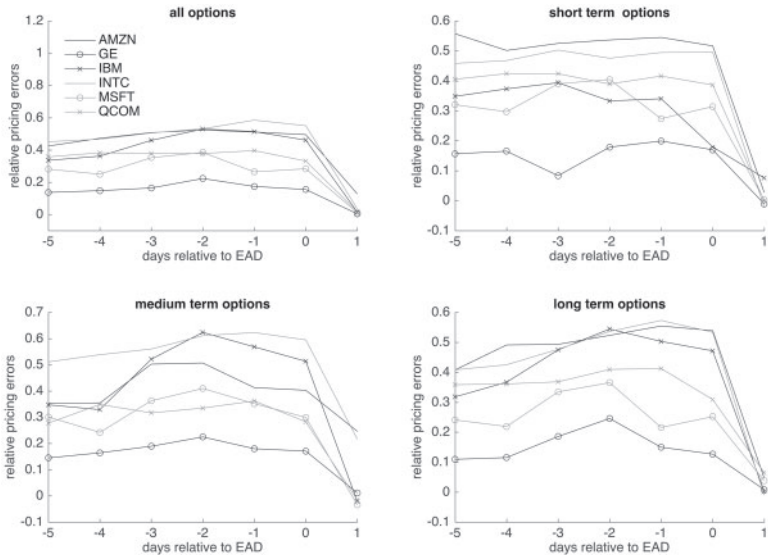 all options
1.2
1
0.8
0.6
0.4
0.2
0
relative pricing errors
AMZN
GE
IBM
INTC
MSFT
QCOM
-5 -4 -3 -2 -1 0 1
days relative to EAD
short term options
0.6
0.5
0.4
0.3
0.2
0.1
0
-0.1
relative pricing errors
-5 -4 -3 -2 -1 0 1
days relative to EAD
medium term options
0.7
0.6
0.5
0.4
0.3
0.2
0.1
0
-0.1
relative pricing errors
-5 -4 -3 -2 -1 0 1
days relative to EAD
long term options
0.6
0.5
0.4
0.3
0.2
0.1
0
-0.1
relative pricing errors
-5 -4 -3 -2 -1 0 1
days relative to EAD